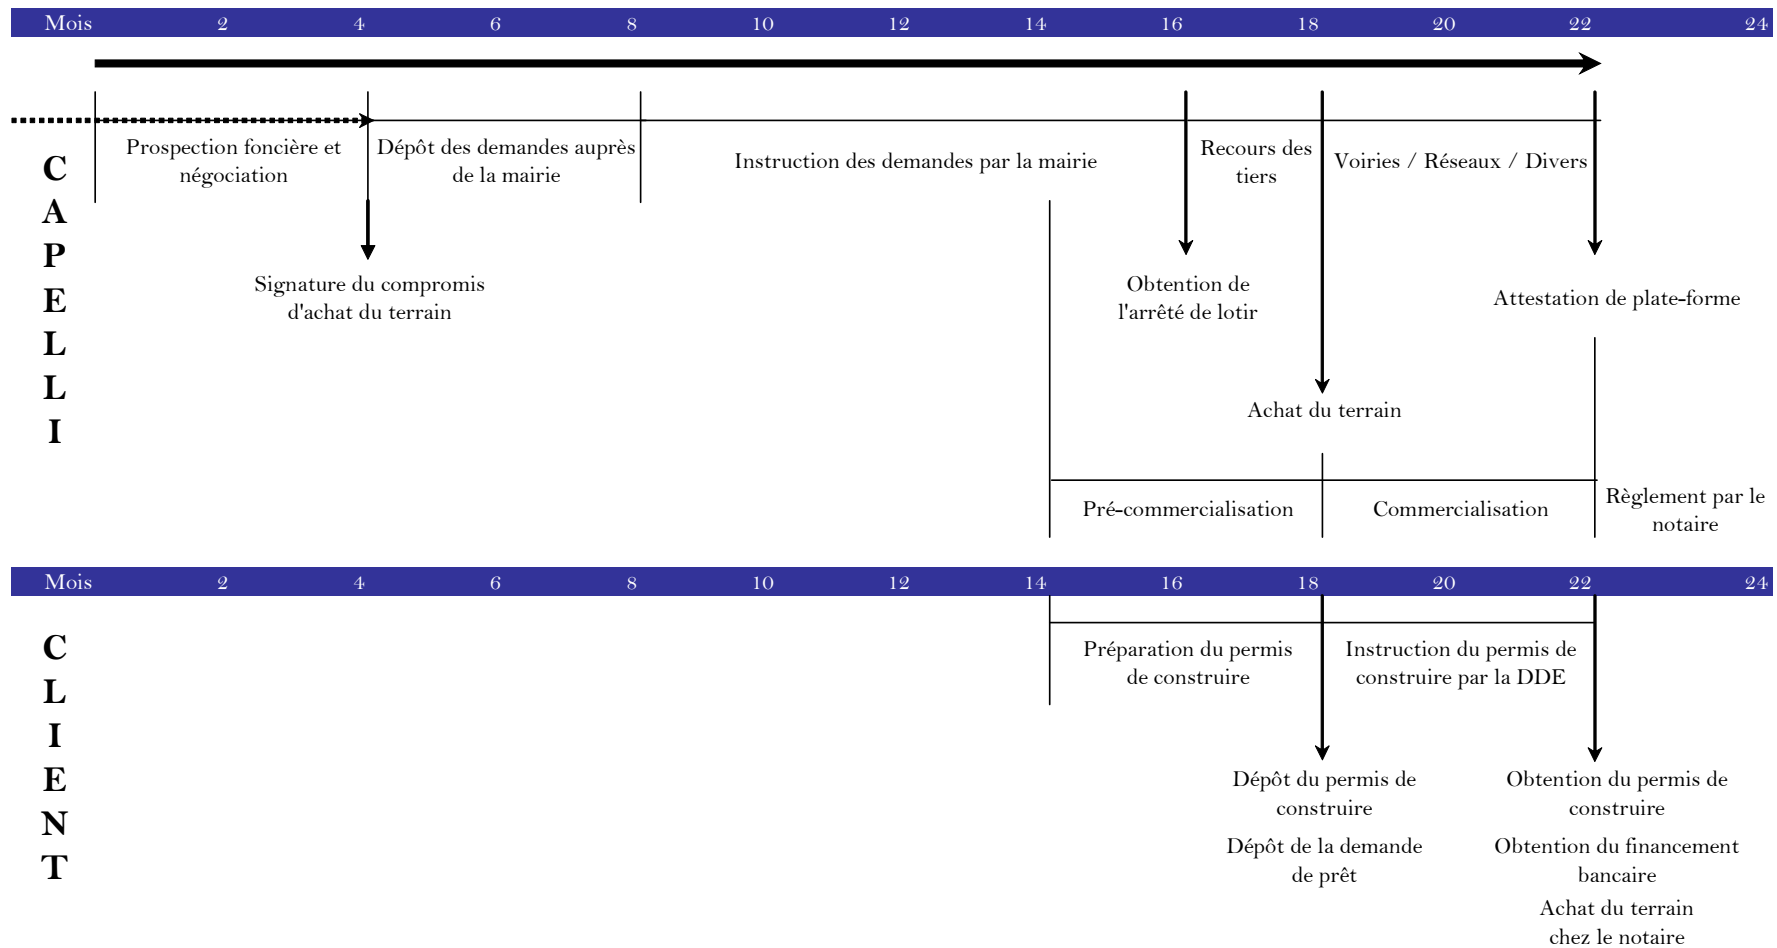 Mois 2 4 6 8 10 12 14 16 18 20 22 24
CAPELLI
Prospection foncière et
négociation
Dépôt des demandes auprès
de la mairie
Instruction des demandes par la mairie
Recours des
tiers
Voiries / Réseaux / Divers
Signature du compromis
d'achat du terrain
Obtention de
l'arrêté de lotir
Attestation de plate-forme
Achat du terrain
Pré-commercialisation
Commercialisation
Règlement par le
notaire
Mois 2 4 6 8 10 12 14 16 18 20 22 24
CLIENT
Préparation du permis
de construire
Instruction du permis de
construire par la DDE
Dépôt du permis de
construire
Dépôt de la demande
de prêt
Obtention du permis de
construire
Obtention du financement
bancaire
Achat du terrain
chez le notaire